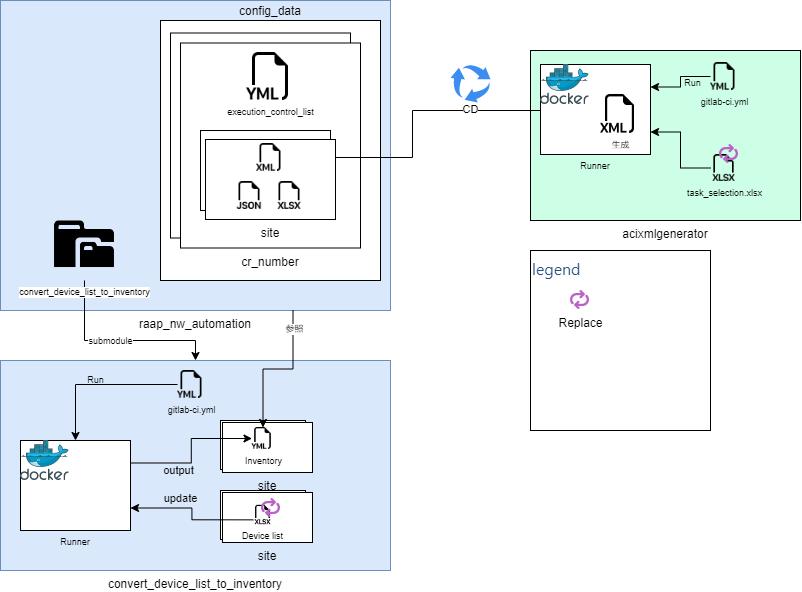 config_data
YML
execution_control_list
XML
JSON
XLSX
site
cr_number
convert_device_list_to_inventory
raap_nw_automation
CD
docker
XML
生成
Runner
YML
Run
gitlab-ci.yml
XLSX
task_selection.xlsx
acixmlgenerator
legend
Replace
参照
submodule
Run
YML
gitlab-ci.yml
docker
Runner
output
YML
Inventory
site
update
XLSX
Device list
site
convert_device_list_to_inventory